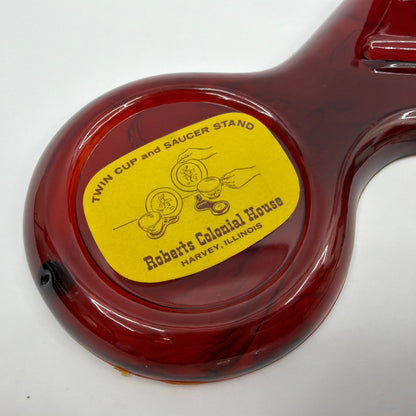 TWIN CUP and SAUCER STAND
Roberts Colonial House
HARVEY, ILLINOIS